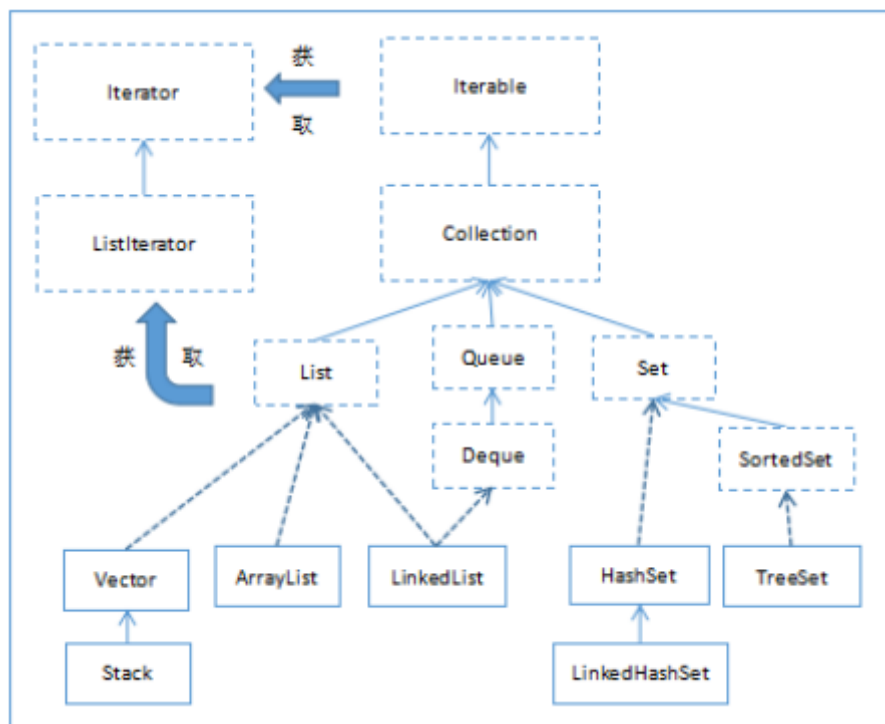 获
Iterator
Iterable
取
ListIterator
Collection
获 取
List
Queue
Set
Deque
SortedSet
Vector
ArrayList
LinkedList
HashSet
TreeSet
Stack
LinkedHashSet